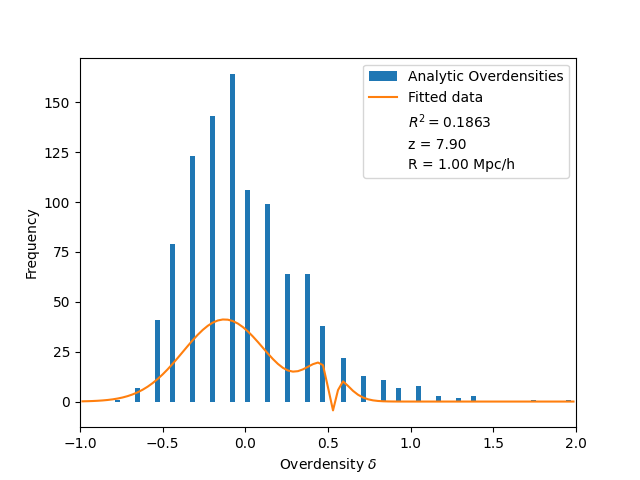 Analytic Overdensities
Fitted data
R² = 0.1863
z = 7.90
R = 1.00 Mpc/h
150
125
100
75
50
25
0
Frequency
−1.0 −0.5 0.0 0.5 1.0 1.5 2.0
Overdensity δ